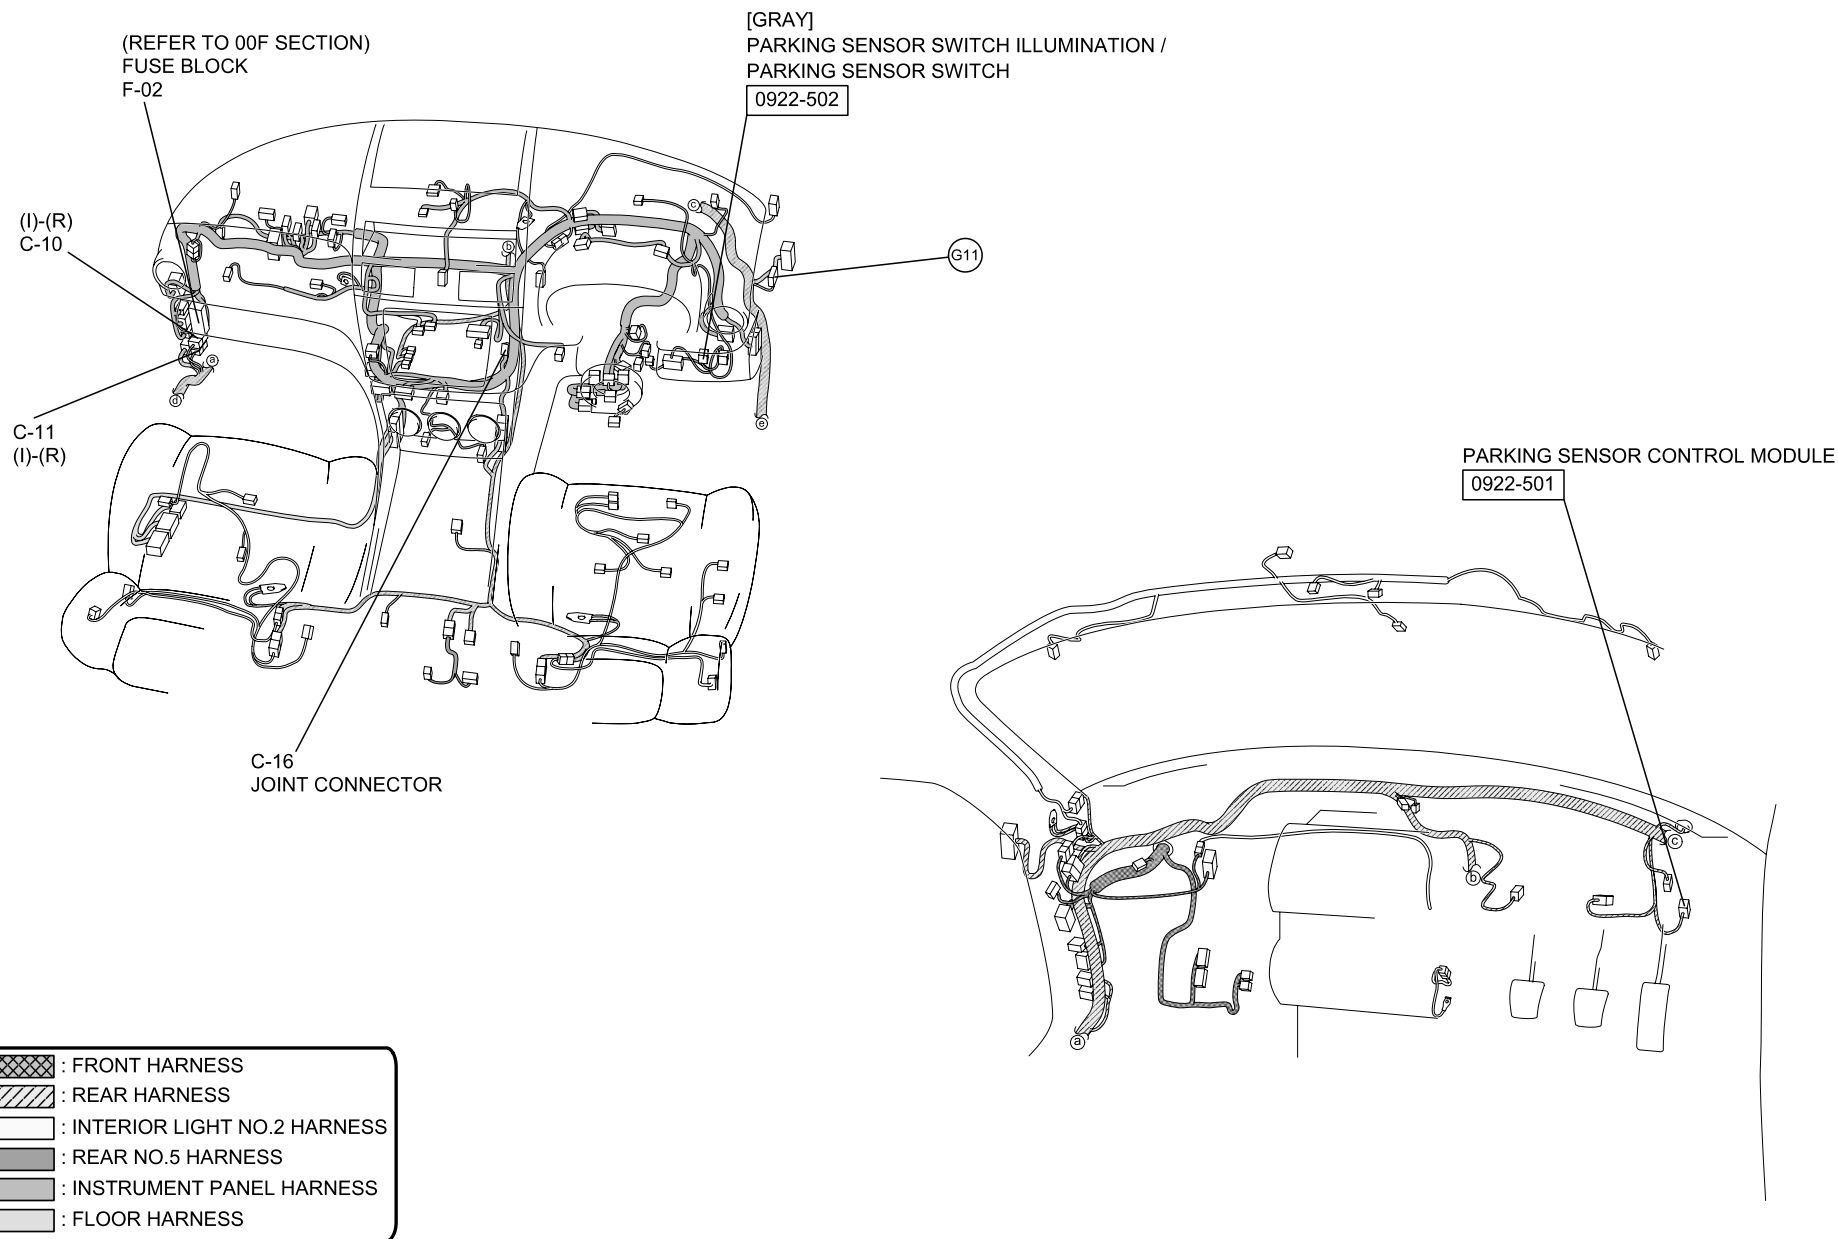 [GRAY]
PARKING SENSOR SWITCH ILLUMINATION /
PARKING SENSOR SWITCH
0922-502
(REFER TO 00F SECTION)
FUSE BLOCK
F-02
(I)-(R)
C-10
G11
c
b
a
d
e
C-11
(I)-(R)
C-16
JOINT CONNECTOR
PARKING SENSOR CONTROL MODULE
0922-501
c
b
a
: FRONT HARNESS
: REAR HARNESS
: INTERIOR LIGHT NO.2 HARNESS
: REAR NO.5 HARNESS
: INSTRUMENT PANEL HARNESS
: FLOOR HARNESS